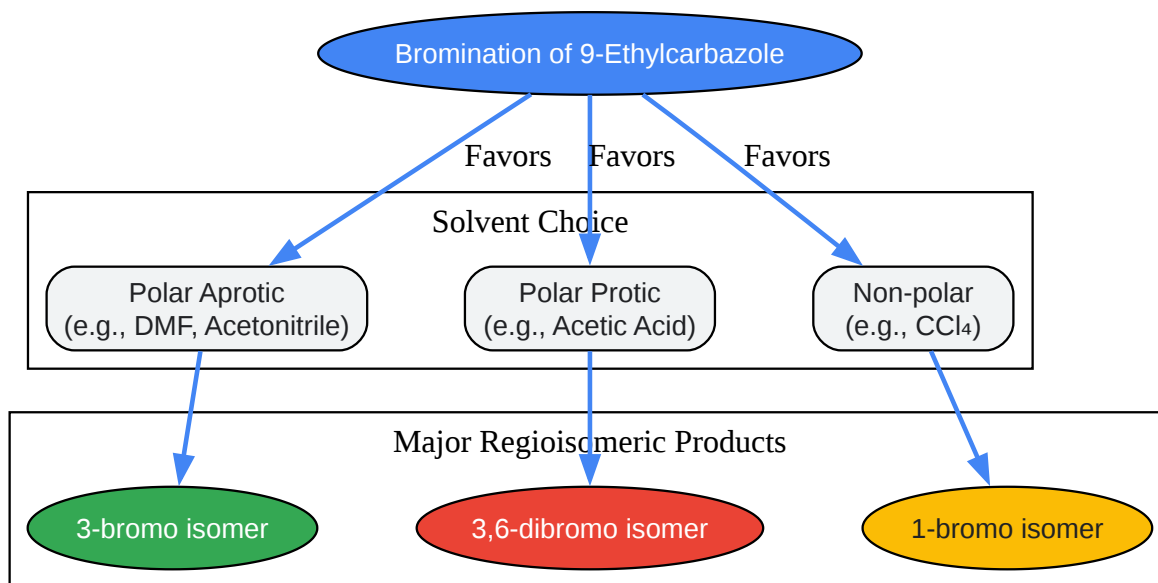 Bromination of 9-Ethylcarbazole
Favors
Favors
Favors
Solvent Choice
Polar Aprotic
(e.g., DMF, Acetonitrile)
Polar Protic
(e.g., Acetic Acid)
Non-polar
(e.g., CCl₄)
Major Regioisomeric Products
3-bromo isomer
3,6-dibromo isomer
1-bromo isomer